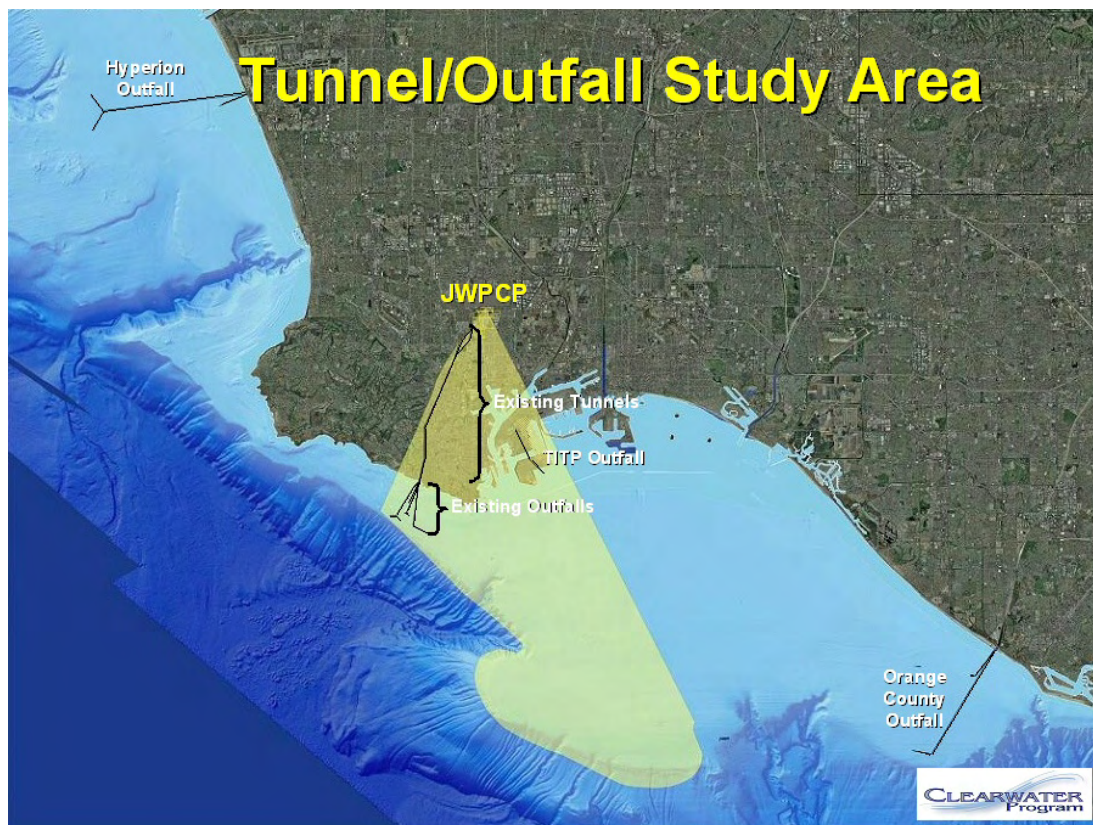 Tunnel/Outfall Study Area
Hyperion
Outfall
JWPCP
Existing Tunnels
TITP Outfall
Existing Outfalls
Orange
County
Outfall
CLEARWATER
Program